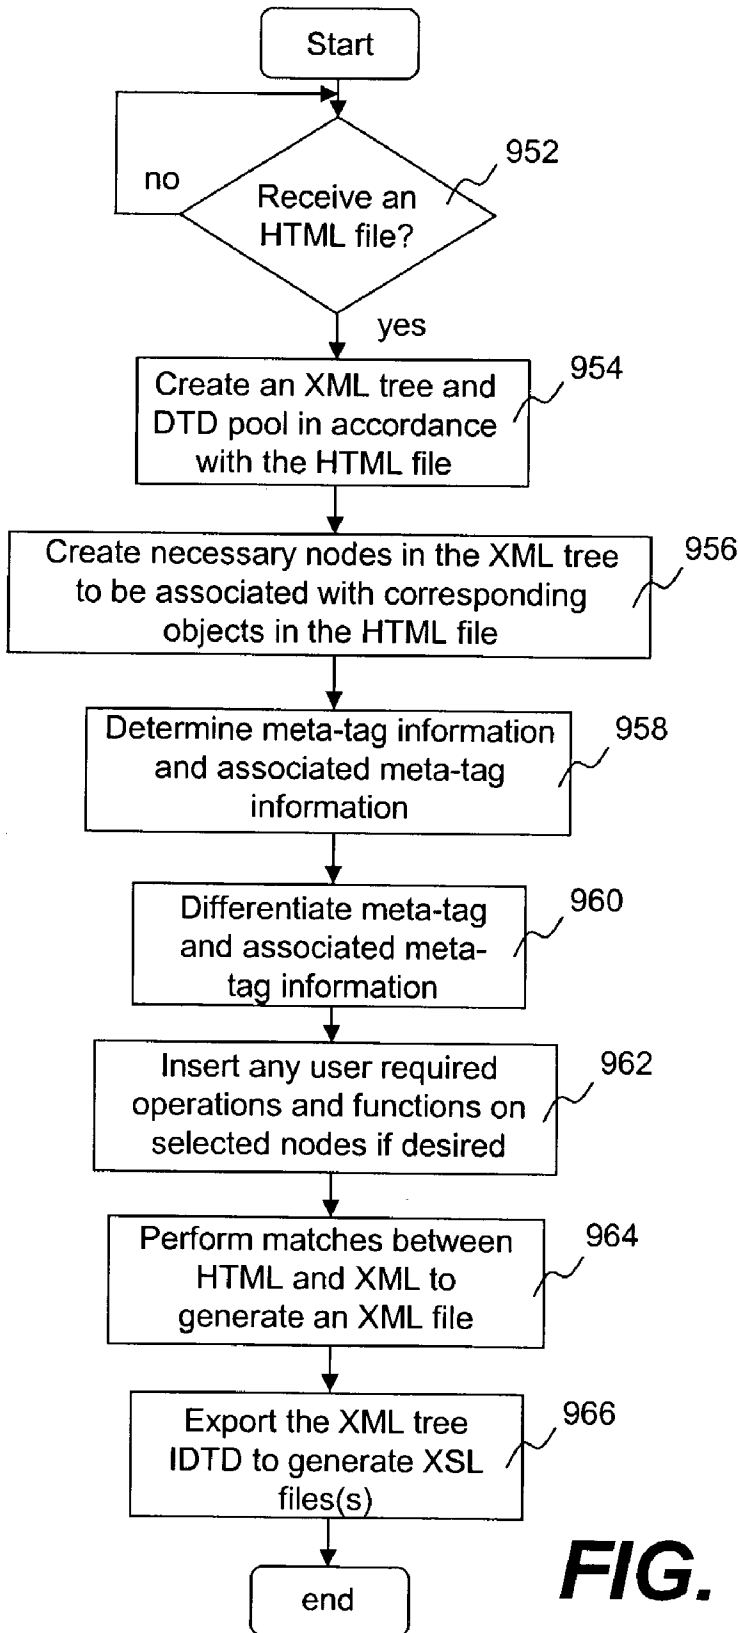 Start
952
no
Receive an
HTML file?
yes
954
Create an XML tree and
DTD pool in accordance
with the HTML file
956
Create necessary nodes in the XML tree
to be associated with corresponding
objects in the HTML file
958
Determine meta-tag information
and associated meta-tag
information
960
Differentiate meta-tag
and associated meta-
tag information
962
Insert any user required
operations and functions on
selected nodes if desired
964
Perform matches between
HTML and XML to
generate an XML file
966
Export the XML tree
IDTD to generate XSL
files(s)
end
FIG.